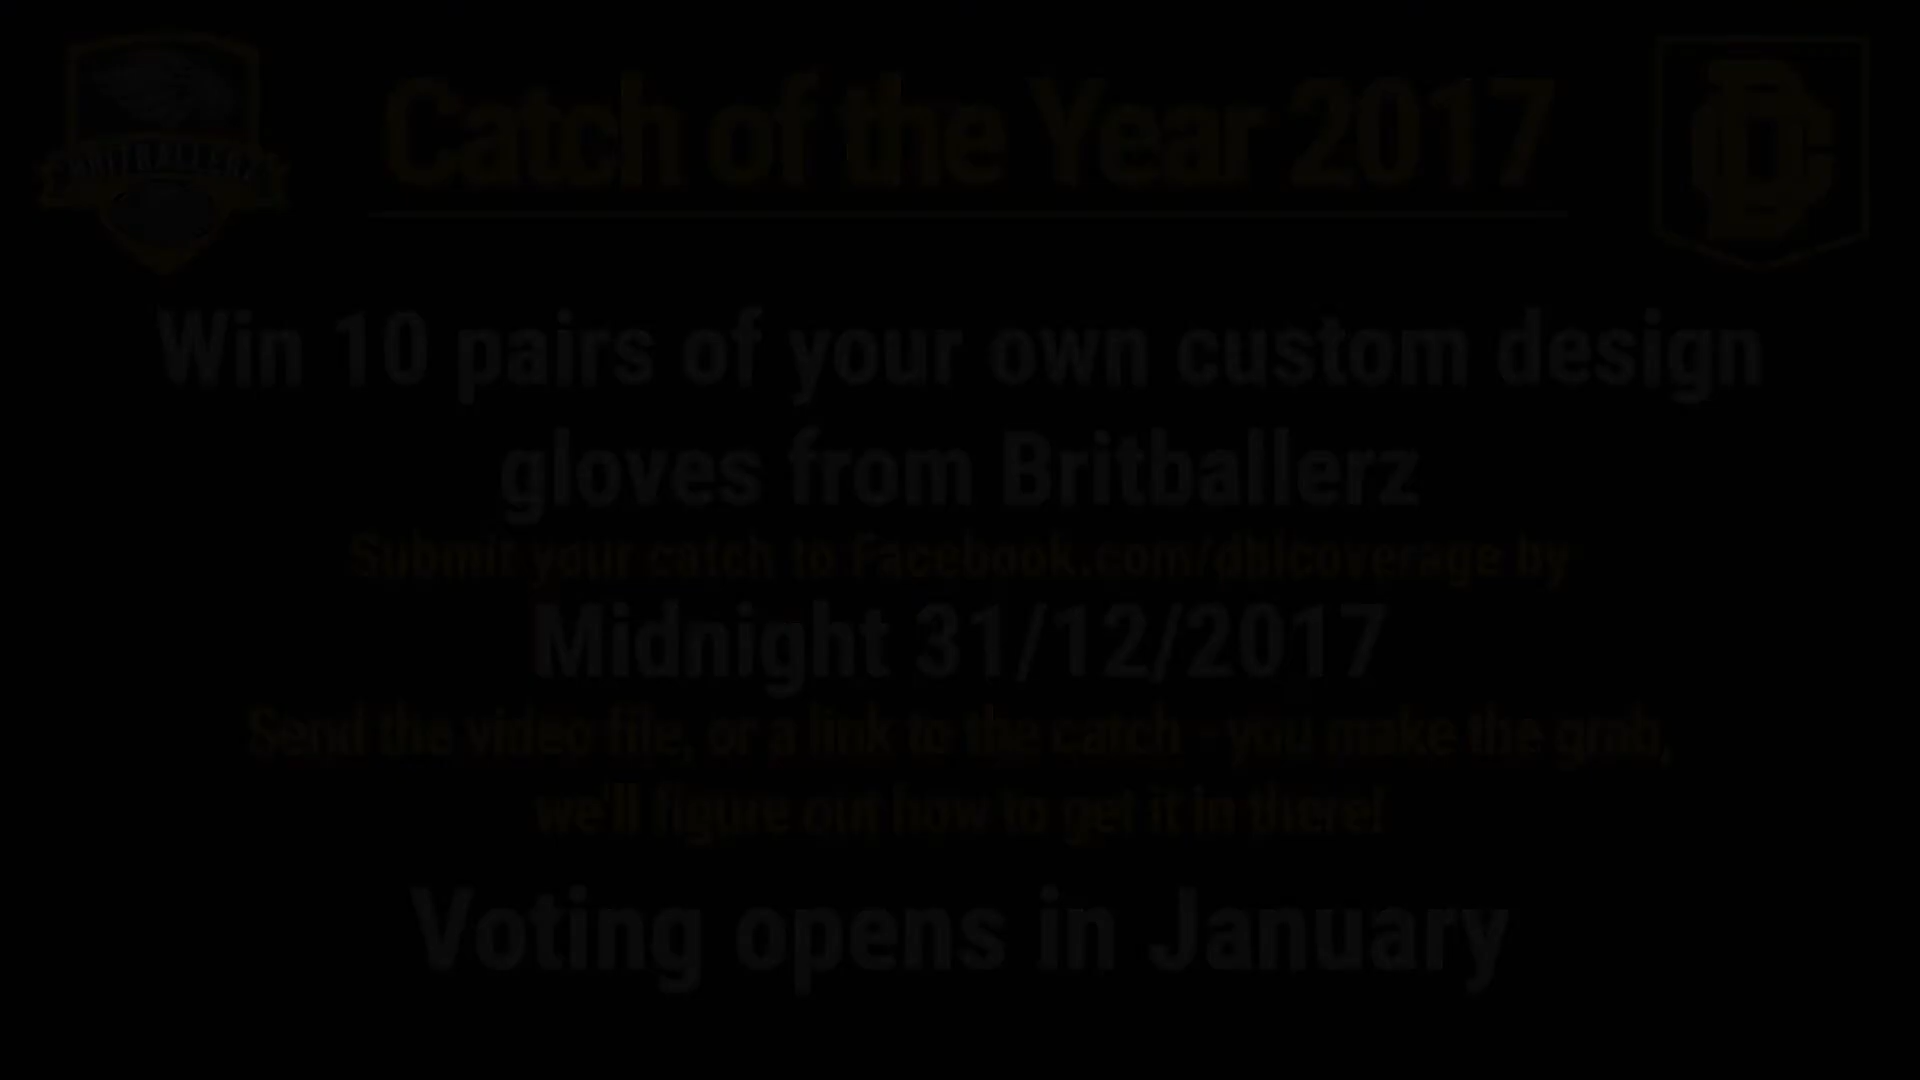 BRITBALLERZ
Catch of the Year 2017
Win 10 pairs of your own custom design
gloves from Britballerz
Submit your catch to Facebook.com/dblcoverage by
Midnight 31/12/2017
Send the video file, or a link to the catch - you make the grab,
we'll figure out how to get it in there!
Voting opens in January